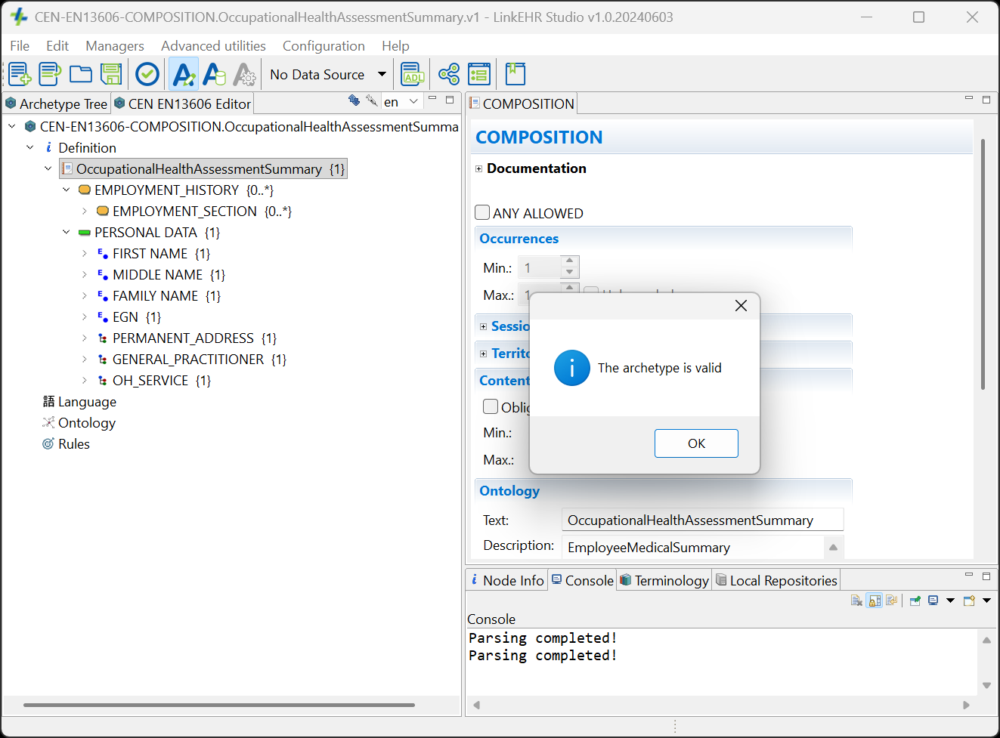 CEN-EN13606-COMPOSITION.OccupationalHealthAssessmentSummary.v1 - LinkEHR Studio v1.0.20240603
File Edit Managers Advanced utilities Configuration Help
No Data Source
ADL
Archetype Tree
CEN EN13606 Editor
en
CEN-EN13606-COMPOSITION.OccupationalHealthAssessmentSumma
Definition
OccupationalHealthAssessmentSummary {1}
EMPLOYMENT_HISTORY {0..*}
EMPLOYMENT_SECTION {0..*}
PERSONAL DATA {1}
FIRST NAME {1}
MIDDLE NAME {1}
FAMILY NAME {1}
EGN {1}
PERMANENT_ADDRESS {1}
GENERAL_PRACTITIONER {1}
OH_SERVICE {1}
語 Language
Ontology
Rules
COMPOSITION
COMPOSITION
Documentation
ANY ALLOWED
Occurrences
Min.: 1
Max.: 1
Sessio
Territo
Content
Oblig
Min.:
Max.:
The archetype is valid
OK
Ontology
Text: OccupationalHealthAssessmentSummary
Description: EmployeeMedicalSummary
Node Info
Console
Terminology
Local Repositories
Console
Parsing completed!
Parsing completed!